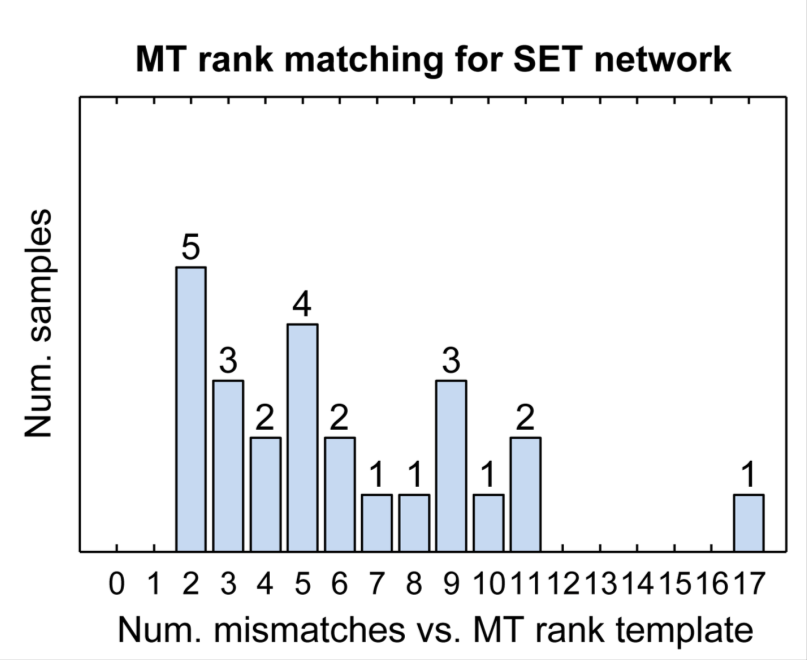 MT rank matching for SET network
Num. samples
5
3
2
4
2
1
1
3
1
2
1
0 1 2 3 4 5 6 7 8 9 10 11 12 13 14 15 16 17
Num. mismatches vs. MT rank template